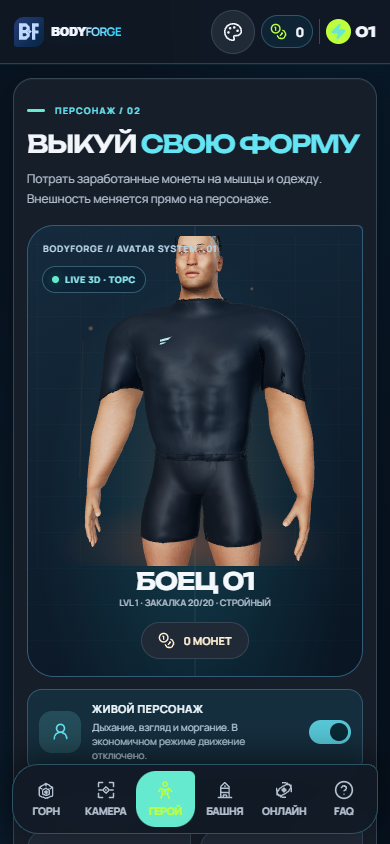 BF BODYFORGE 0 01
ПЕРСОНАЖ / 02
ВЫКУЙ СВОЮ ФОРМУ
Потрать заработанные монеты на мышцы и одежду.
Внешность меняется прямо на персонаже.
BODYFORGE // AVATAR SYSTEM 01
LIVE 3D · ТОРС
БОЕЦ 01
LVL 1 · ЗАКАЛКА 20/20 · СТРОЙНЫЙ
0 МОНЕТ
ЖИВОЙ ПЕРСОНАЖ
Дыхание, взгляд и моргание. В
экономичном режиме движение
отключено.
ГОРН КАМЕРА ГЕРОЙ БАШНЯ ОНЛАЙН FAQ